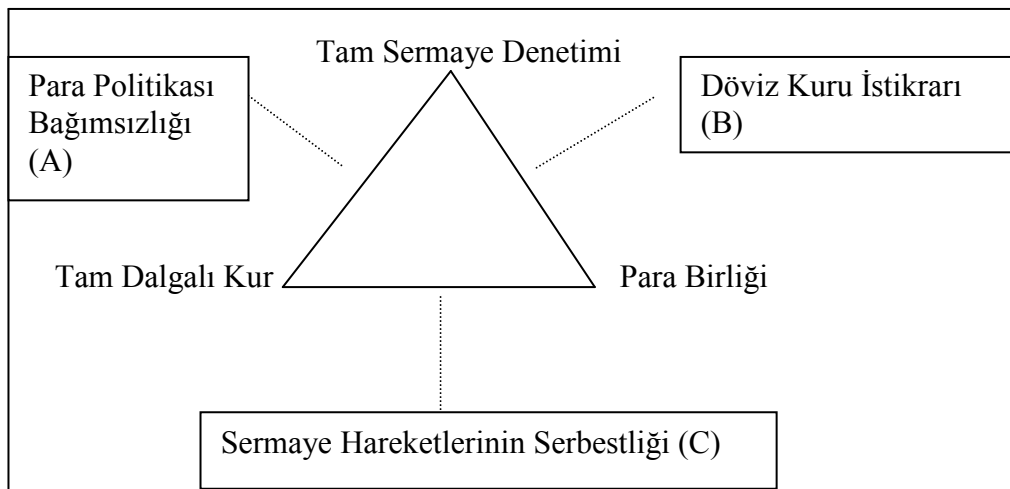 Tam Sermaye Denetimi
Para Politikası
Bağımsızlığı
(A)
Döviz Kuru İstikrarı
(B)
Tam Dalgalı Kur
Para Birliği
Sermaye Hareketlerinin Serbestliği (C)